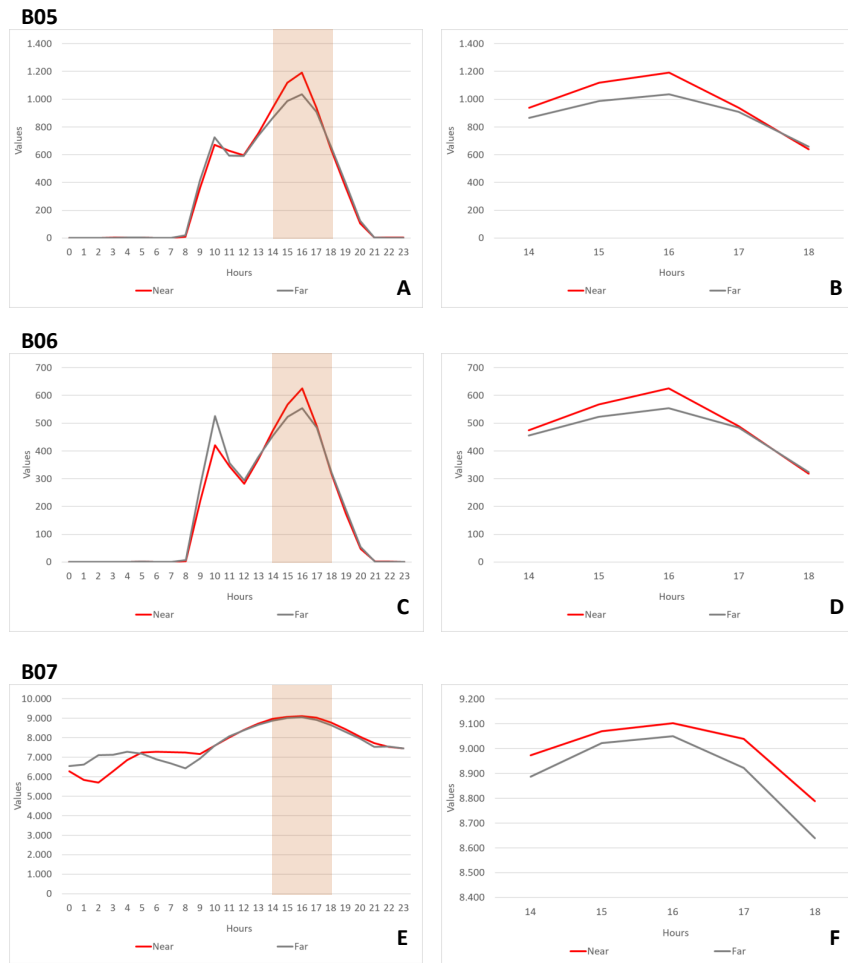 B05
1.400
1.200
1.000
800
600
400
200
0
Values
0 1 2 3 4 5 6 7 8 9 10 11 12 13 14 15 16 17 18 19 20 21 22 23
Hours
Near Far
A
1.400
1.200
1.000
800
600
400
200
0
Values
14 15 16 17 18
Hours
Near Far
B
B06
700
600
500
400
300
200
100
0
Values
0 1 2 3 4 5 6 7 8 9 10 11 12 13 14 15 16 17 18 19 20 21 22 23
Hours
Near Far
C
700
600
500
400
300
200
100
0
Values
14 15 16 17 18
Hours
Near Far
D
B07
10.000
9.000
8.000
7.000
6.000
5.000
4.000
3.000
2.000
1.000
0
Values
0 1 2 3 4 5 6 7 8 9 10 11 12 13 14 15 16 17 18 19 20 21 22 23
Hours
Near Far
E
9.200
9.100
9.000
8.900
8.800
8.700
8.600
8.500
8.400
Values
14 15 16 17 18
Hours
Near Far
F